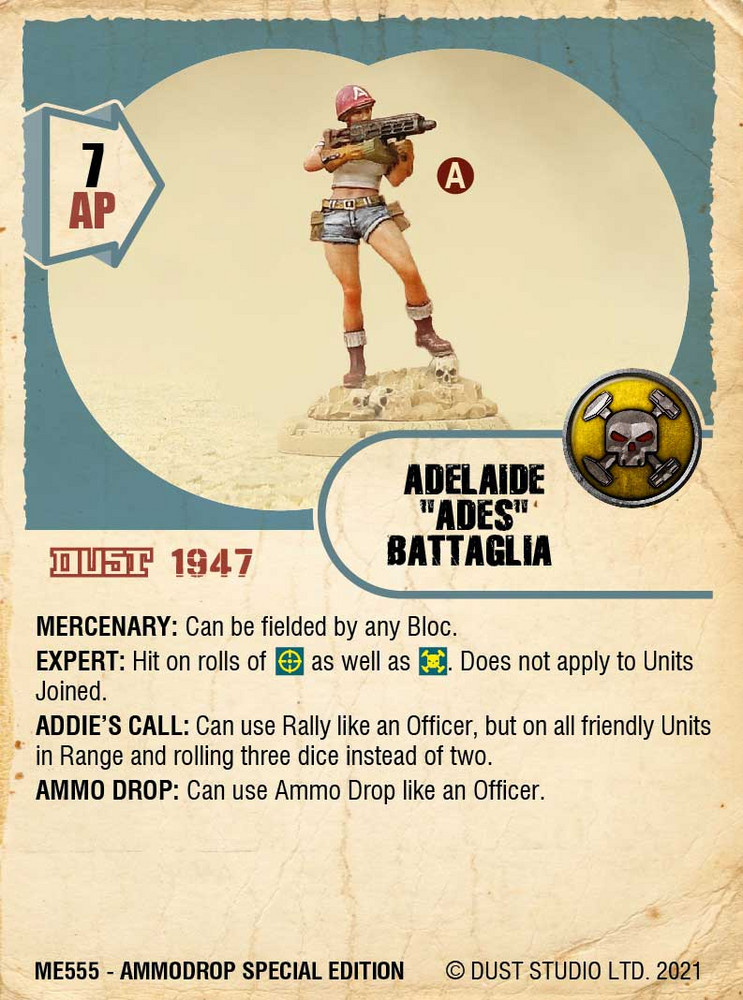 7
AP
A
A
ADELAIDE
"ADES"
BATTAGLIA
DUST 1947
MERCENARY: Can be fielded by any Bloc.
EXPERT: Hit on rolls of as well as . Does not apply to Units
Joined.
ADDIE'S CALL: Can use Rally like an Officer, but on all friendly Units
in Range and rolling three dice instead of two.
AMMO DROP: Can use Ammo Drop like an Officer.
ME555 - AMMODROP SPECIAL EDITION © DUST STUDIO LTD. 2021